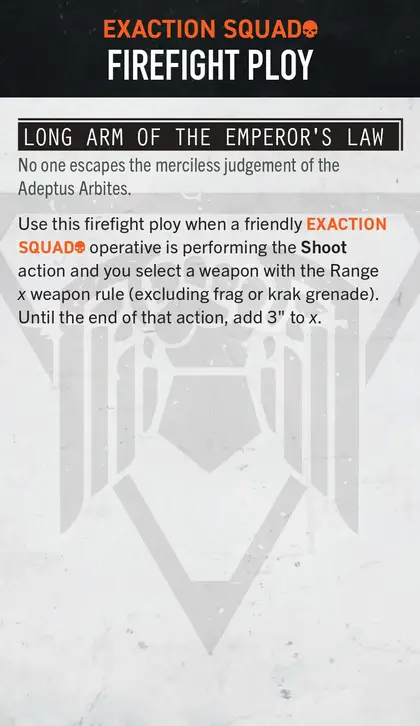 EXACTION SQUAD
FIREFIGHT PLOY
LONG ARM OF THE EMPEROR'S LAW
No one escapes the merciless judgement of the
Adeptus Arbites.
Use this firefight ploy when a friendly EXACTION
SQUAD operative is performing the Shoot
action and you select a weapon with the Range
x weapon rule (excluding frag or krak grenade).
Until the end of that action, add 3" to x.